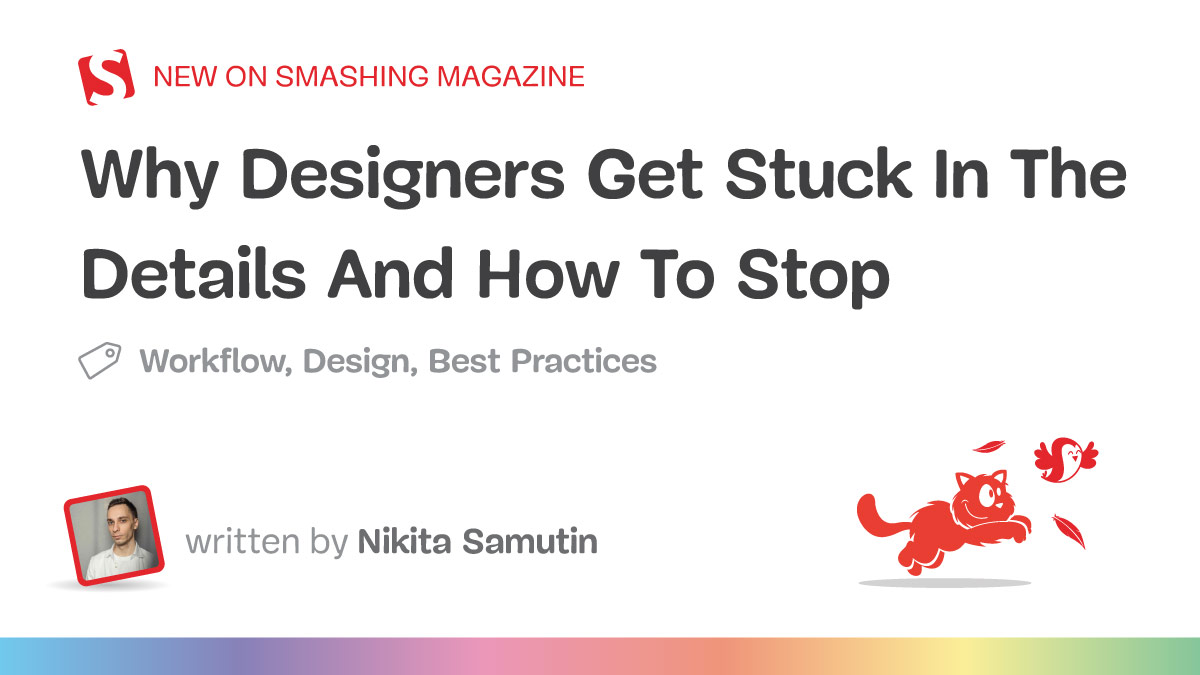 NEW ON SMASHING MAGAZINE
Why Designers Get Stuck In The
Details And How To Stop
Workflow, Design, Best Practices
written by Nikita Samutin